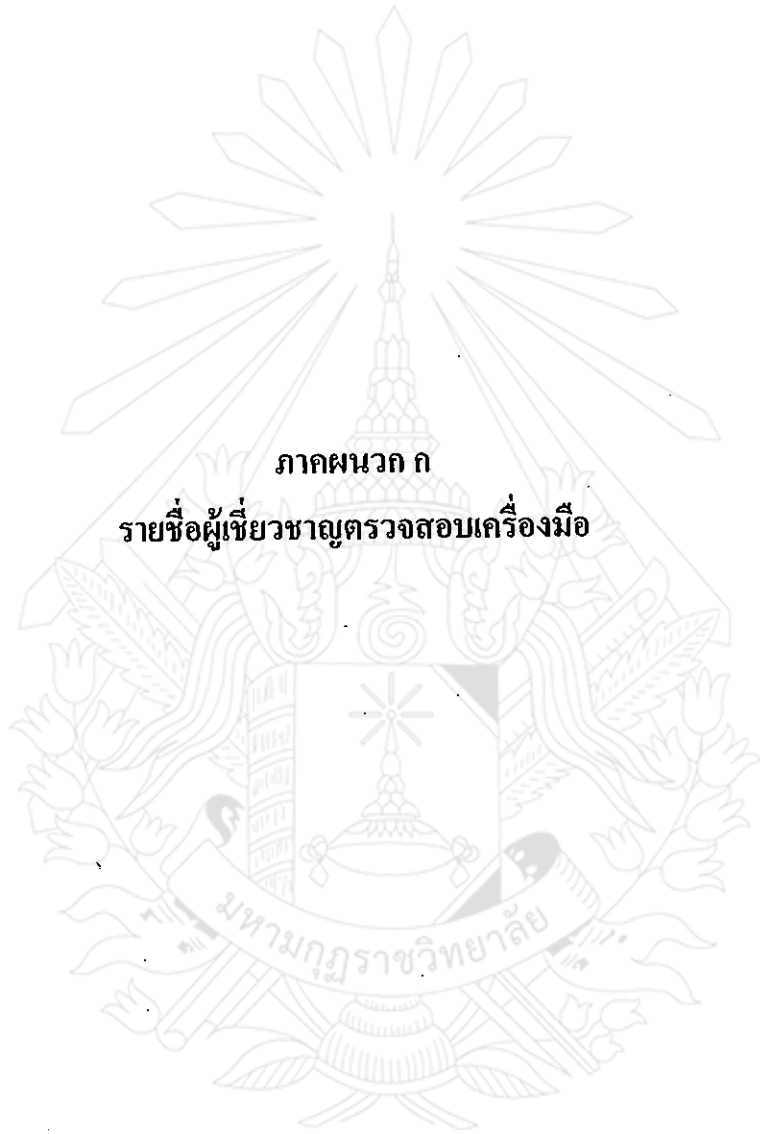 ภาคผนวก ก
รายชื่อผู้เชี่ยวชาญตรวจสอบเครื่องมือ
มหามกุฏราชวิทยาลัย